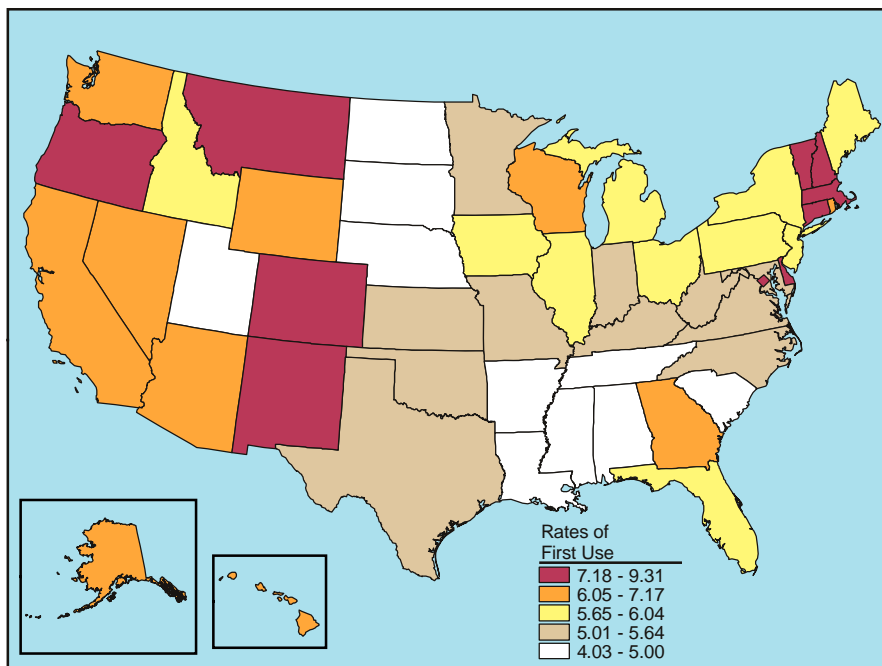 Rates of
First Use
7.18 - 9.31
6.05 - 7.17
5.65 - 6.04
5.01 - 5.64
4.03 - 5.00